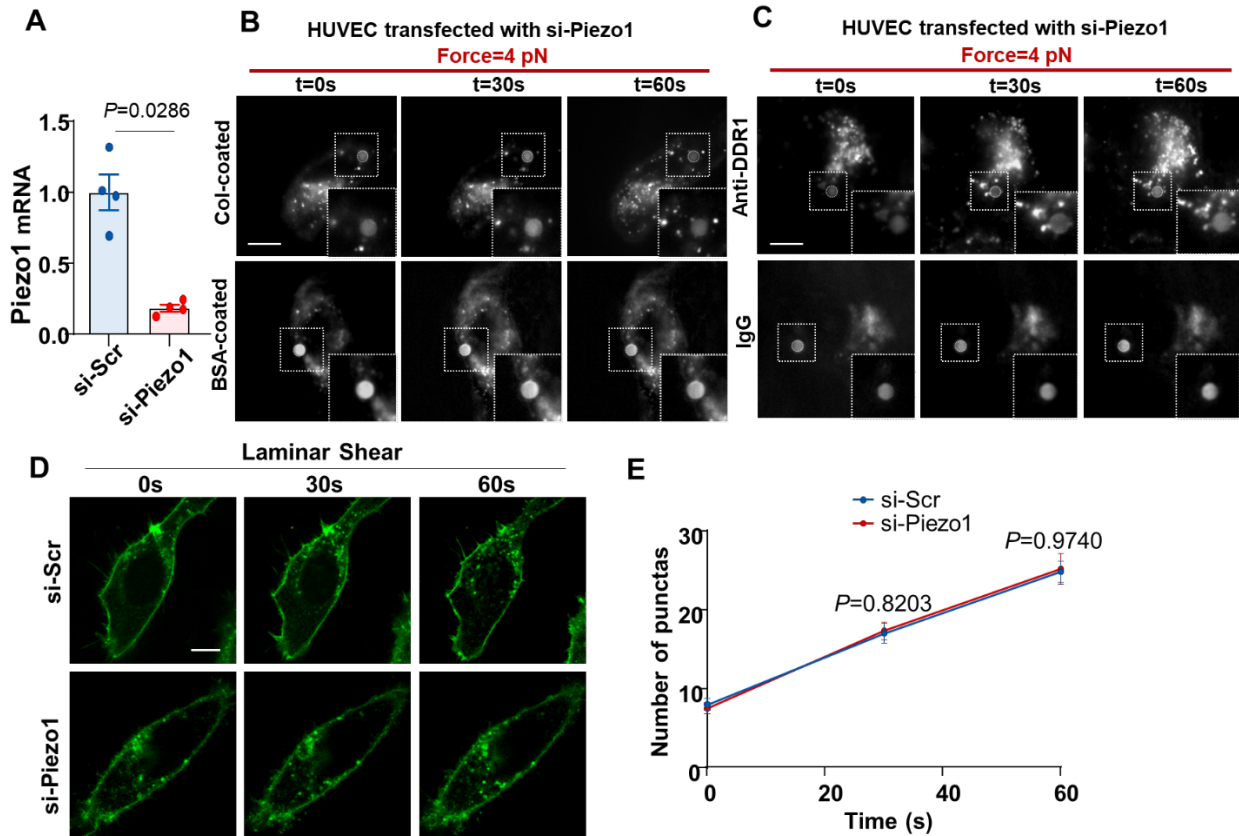 A
P=0.0286
Piezo1 mRNA
1.5
1.0
0.5
0.0
si-Scr
si-Piezo1
B
HUVEC transfected with si-Piezo1
Force=4 pN
t=0s
t=30s
t=60s
Col-coated
BSA-coated
C
HUVEC transfected with si-Piezo1
Force=4 pN
t=0s
t=30s
t=60s
Anti-DDR1
IgG
D
Laminar Shear
0s
30s
60s
si-Scr
si-Piezo1
E
si-Scr
si-Piezo1
Number of punctas
30
20
10
0
P=0.8203
P=0.9740
0
20
40
60
Time (s)